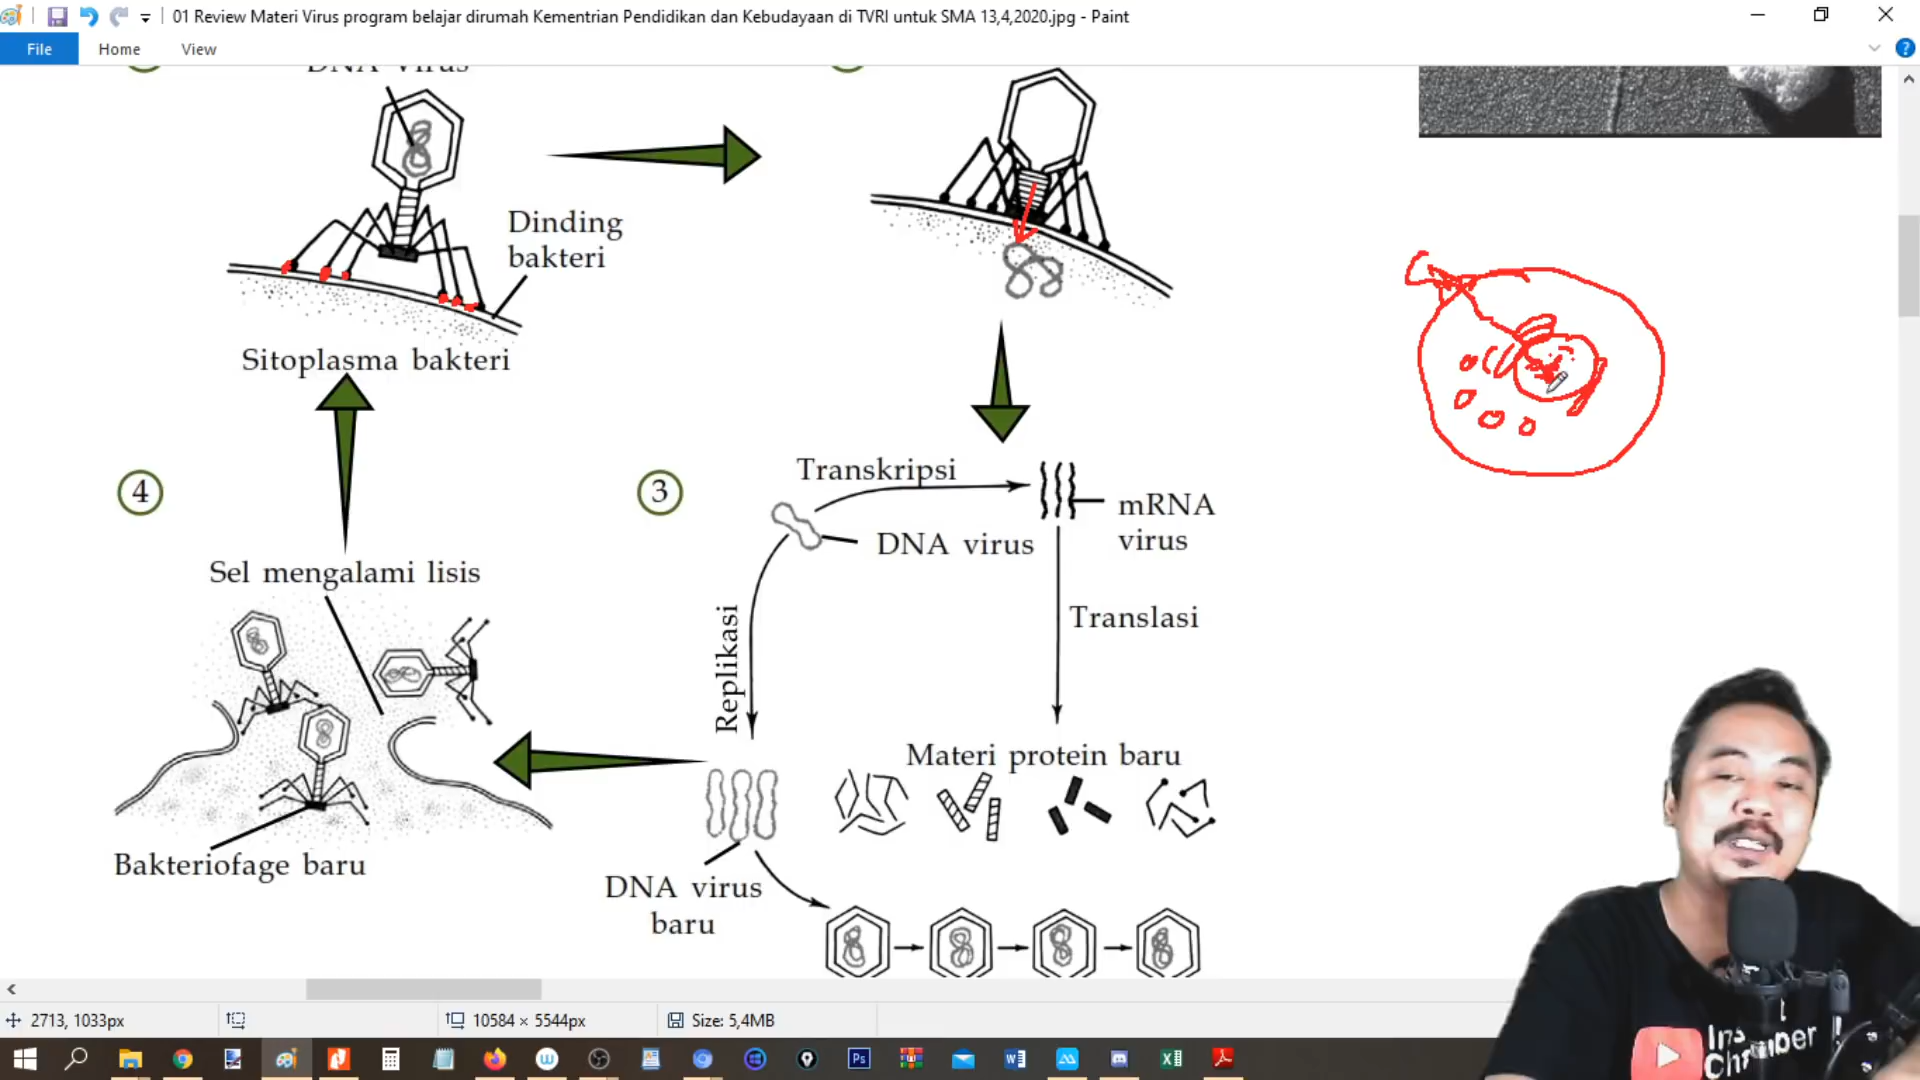 01 Review Materi Virus program belajar dirumah Kementrian Pendidikan dan Kebudayaan di TVRI untuk SMA 13,4,2020.jpg - Paint
File Home View
DNA virus
Dinding
bakteri
Sitoplasma bakteri
4
3
Transkripsi
mRNA
virus
DNA virus
Sel mengalami lisis
Translasi
Replikasi
Materi protein baru
Bakteriofage baru
DNA virus
baru
2713, 1033px
10584 × 5544px
Size: 5,4MB